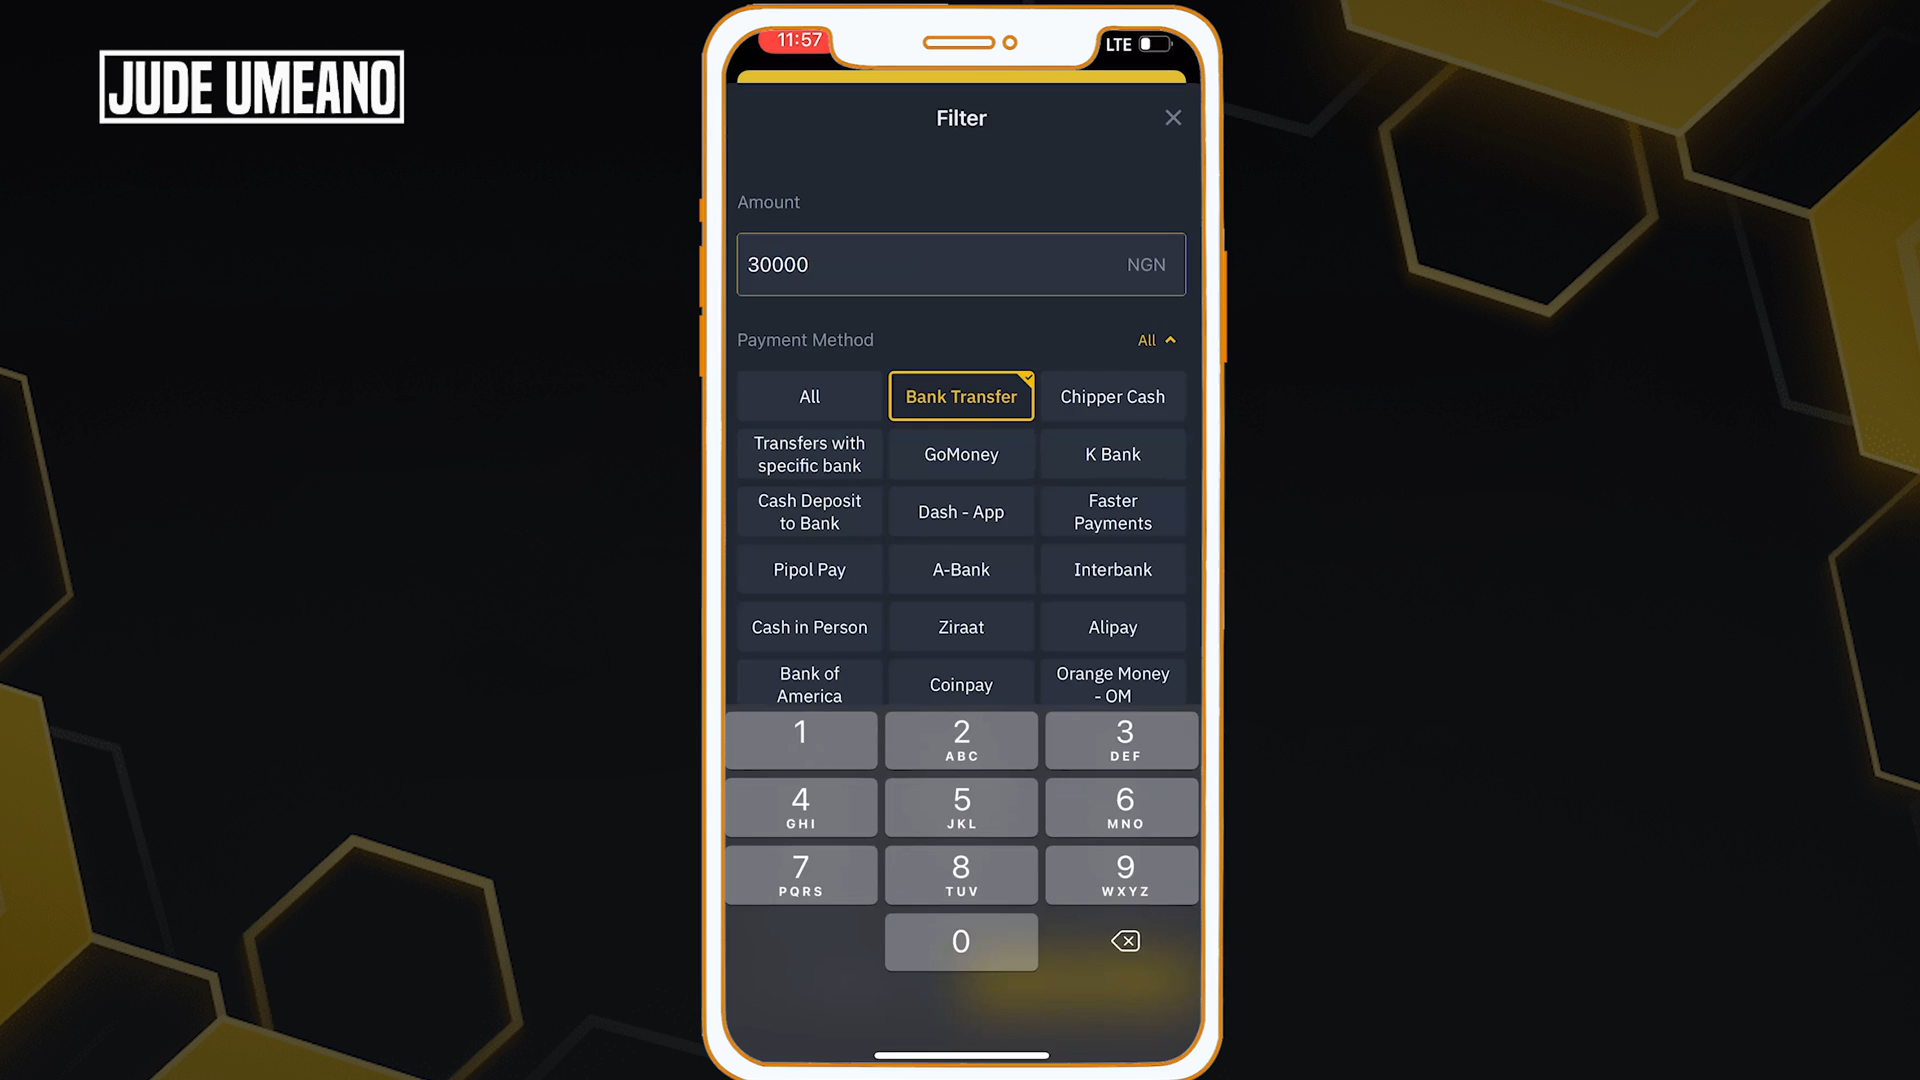 JUDE UMEANO
11:57
LTE
Filter
Amount
30000 NGN
Payment Method All
All Bank Transfer Chipper Cash
Transfers with specific bank GoMoney K Bank
Cash Deposit to Bank Dash - App Faster Payments
Pipol Pay A-Bank Interbank
Cash in Person Ziraat Alipay
Bank of America Coinpay Orange Money - OM
1 2 ABC 3 DEF
4 GHI 5 JKL 6 MNO
7 PQRS 8 TUV 9 WXYZ
0